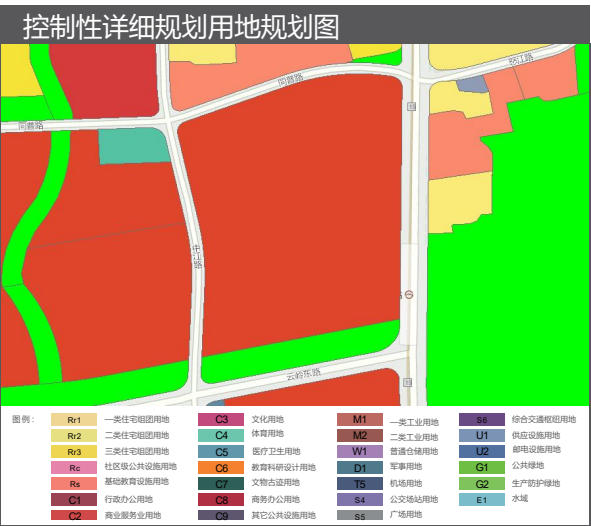 控制性详细规划用地规划图
怒江路
同普路
同普路
中江路
云岭东路
图例：
Rr1 一类住宅组团用地
Rr2 二类住宅组团用地
Rr3 三类住宅组团用地
Rc 社区级公共设施用地
Rs 基础教育设施用地
C1 行政办公用地
C2 商业服务业用地
C3 文化用地
C4 体育用地
C5 医疗卫生用地
C6 教育科研设计用地
C7 文物古迹用地
C8 商务办公用地
C9 其它公共设施用地
M1 一类工业用地
M2 二类工业用地
W1 普通仓储用地
D1 军事用地
T5 机场用地
S4 公交场站用地
S5 广场用地
S6 综合交通枢纽用地
U1 供应设施用地
U2 邮电设施用地
G1 公共绿地
G2 生产防护绿地
E1 水域